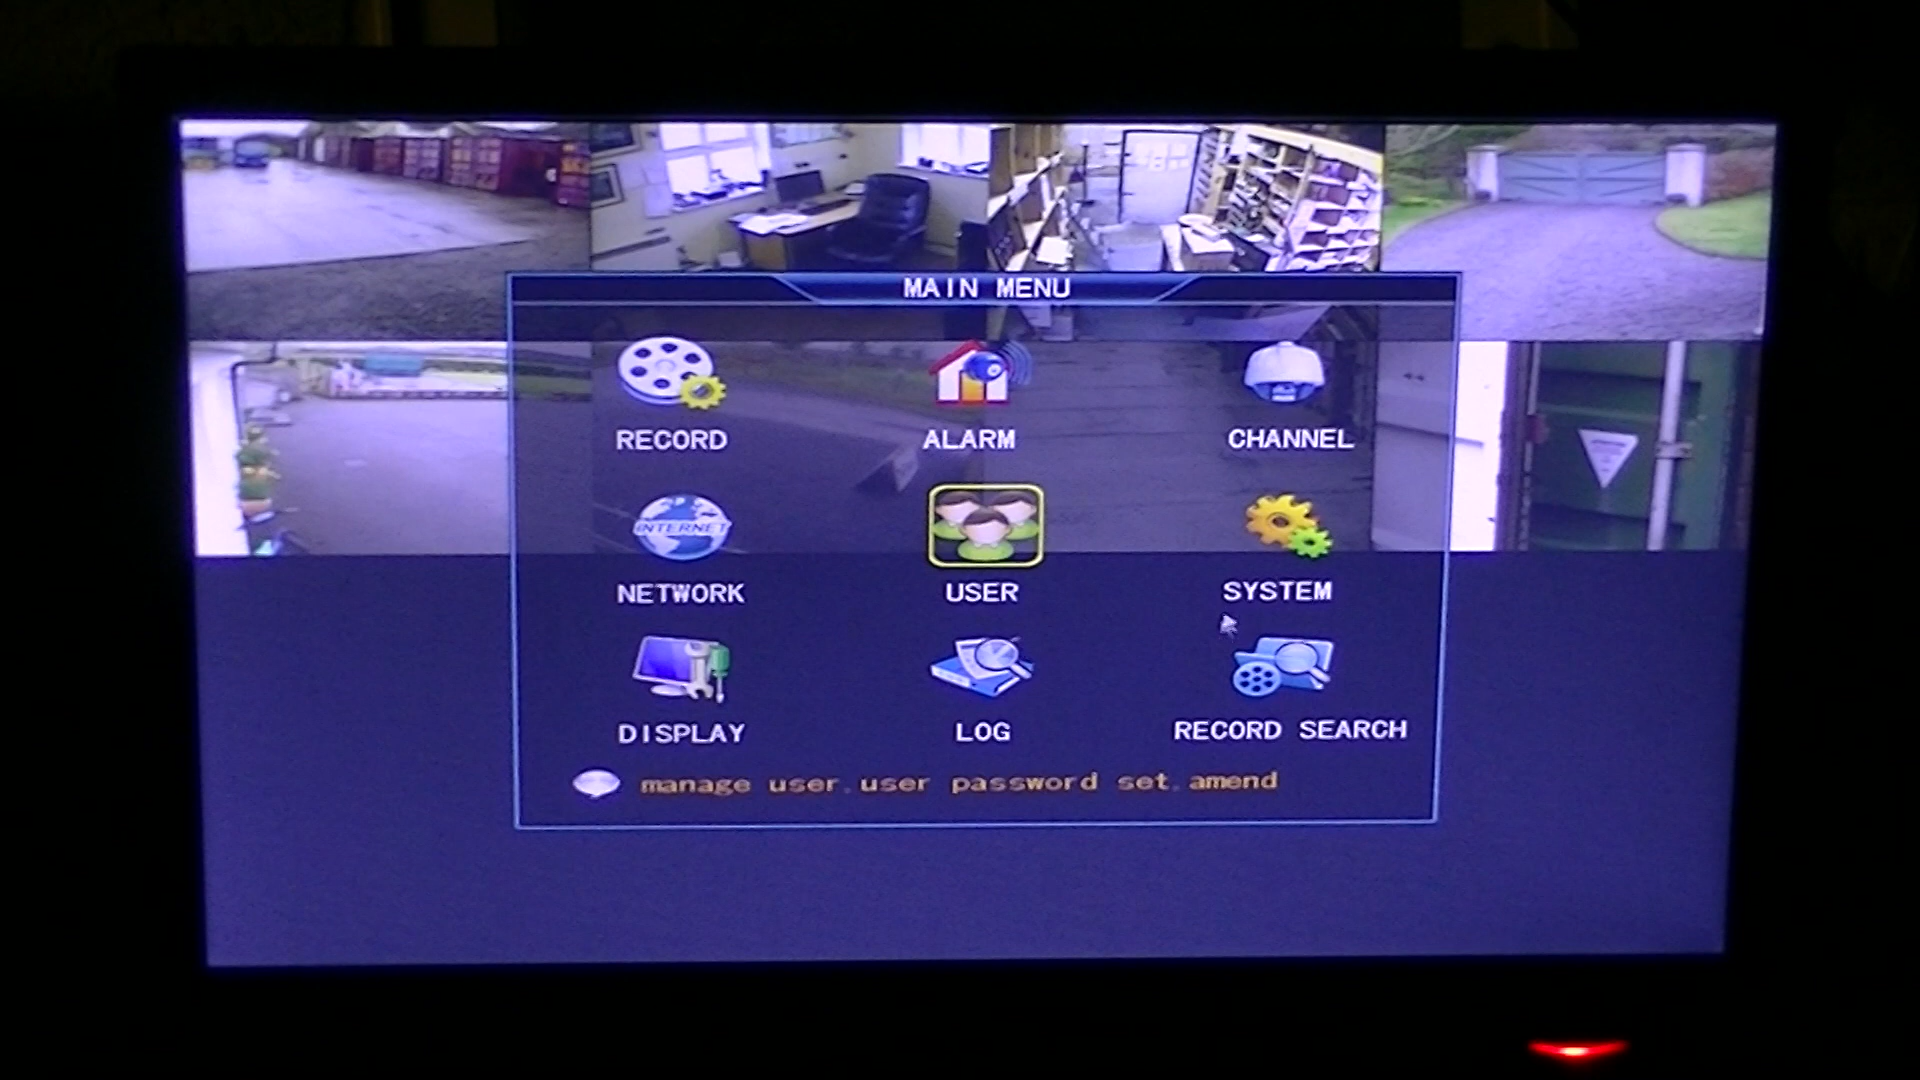 MAIN MENU
RECORD
ALARM
CHANNEL
INTERNET
NETWORK
USER
SYSTEM
DISPLAY
LOG
RECORD SEARCH
manage user.user password set.amend